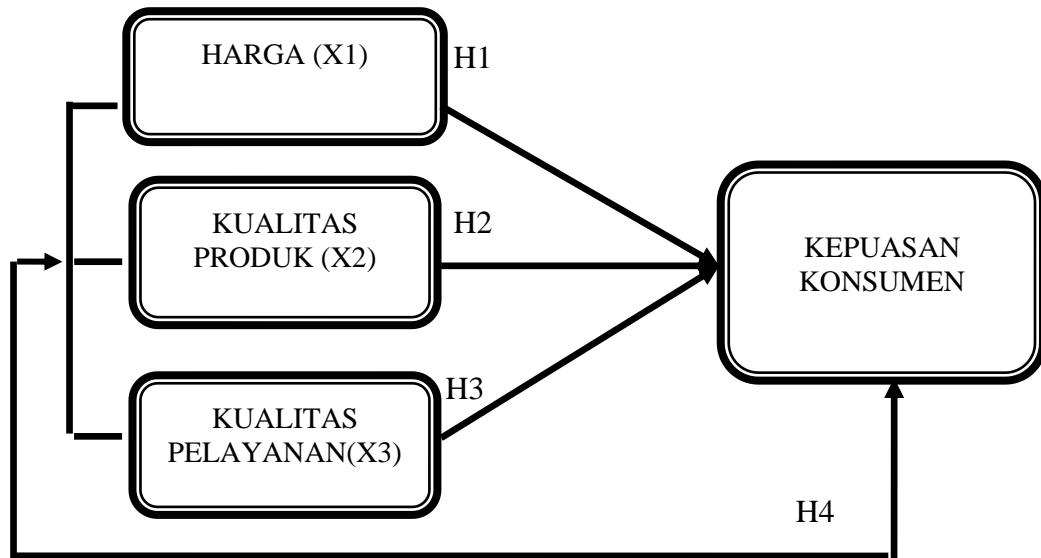 HARGA (X1)
H1
KUALITAS
PRODUK (X2)
H2
KEPUASAN
KONSUMEN
H3
KUALITAS
PELAYANAN(X3)
H4